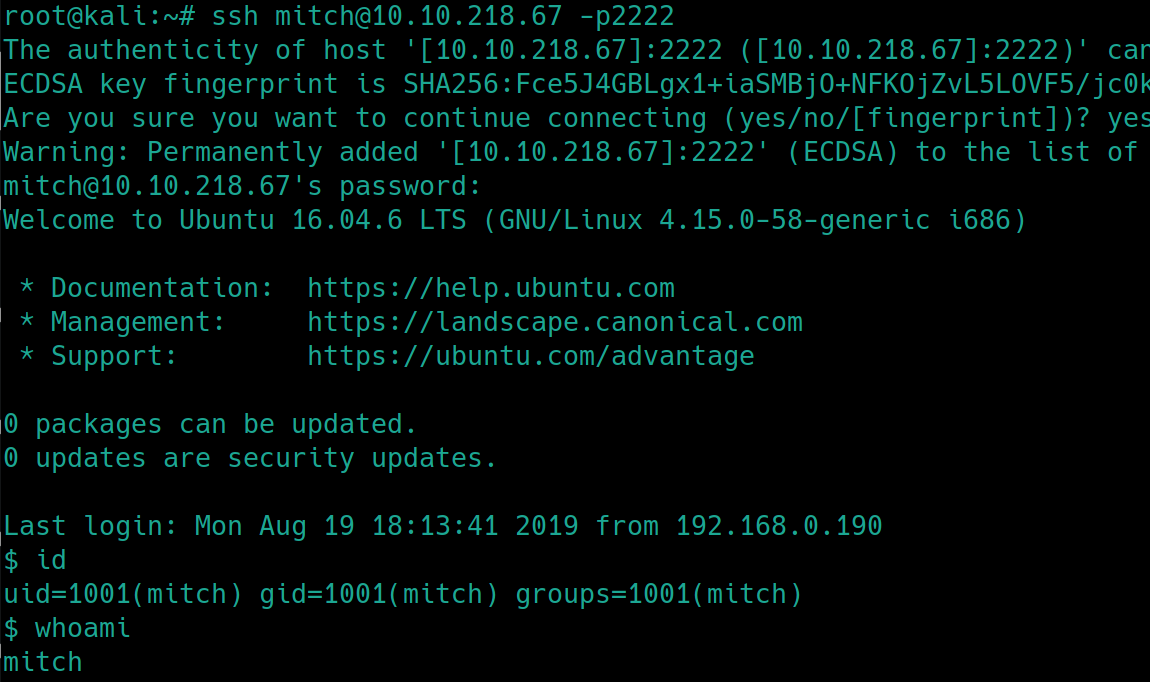 root@kali:~# ssh mitch@10.10.218.67 -p2222
The authenticity of host '[10.10.218.67]:2222 ([10.10.218.67]:2222)' can
ECDSA key fingerprint is SHA256:Fce5J4GBLgx1+iaSMBjO+NFKOjZvL5LOVF5/jc0k
Are you sure you want to continue connecting (yes/no/[fingerprint])? yes
Warning: Permanently added '[10.10.218.67]:2222' (ECDSA) to the list of
mitch@10.10.218.67's password:
Welcome to Ubuntu 16.04.6 LTS (GNU/Linux 4.15.0-58-generic i686)
* Documentation:  https://help.ubuntu.com
* Management:     https://landscape.canonical.com
* Support:        https://ubuntu.com/advantage
0 packages can be updated.
0 updates are security updates.
Last login: Mon Aug 19 18:13:41 2019 from 192.168.0.190
$ id
uid=1001(mitch) gid=1001(mitch) groups=1001(mitch)
$ whoami
mitch